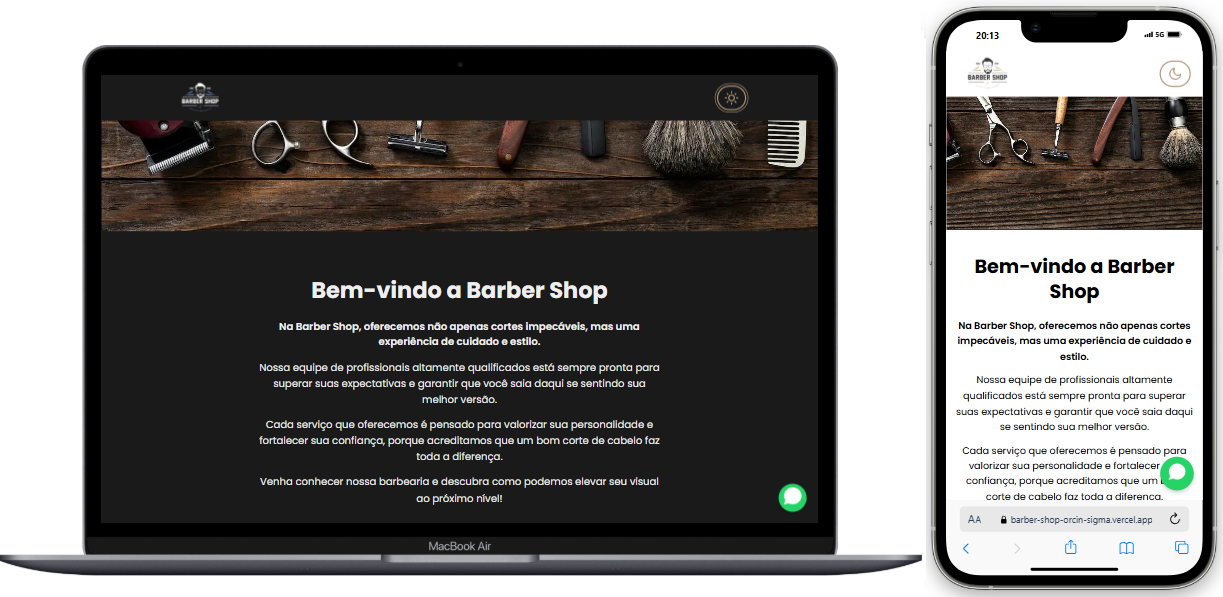 BARBER SHOP
Bem-vindo a Barber Shop
Na Barber Shop, oferecemos não apenas cortes impecáveis, mas uma
experiência de cuidado e estilo.
Nossa equipe de profissionais altamente qualificados está sempre pronta para
superar suas expectativas e garantir que você saia daqui se sentindo sua
melhor versão.
Cada serviço que oferecemos é pensado para valorizar sua personalidade e
fortalecer sua confiança, porque acreditamos que um bom corte de cabelo faz
toda a diferença.
Venha conhecer nossa barbearia e descubra como podemos elevar seu visual
ao próximo nível!
MacBook Air
20:13
5G
BARBER SHOP
Bem-vindo a Barber
Shop
Na Barber Shop, oferecemos não apenas cortes
impecáveis, mas uma experiência de cuidado e
estilo.
Nossa equipe de profissionais altamente
qualificados está sempre pronta para superar
suas expectativas e garantir que você saia daqui
se sentindo sua melhor versão.
Cada serviço que oferecemos é pensado para
valorizar sua personalidade e fortalecer
confiança, porque acreditamos que um
corte de cabelo faz toda a diferença.
AA
barber-shop-orcin-sigma.vercel.app